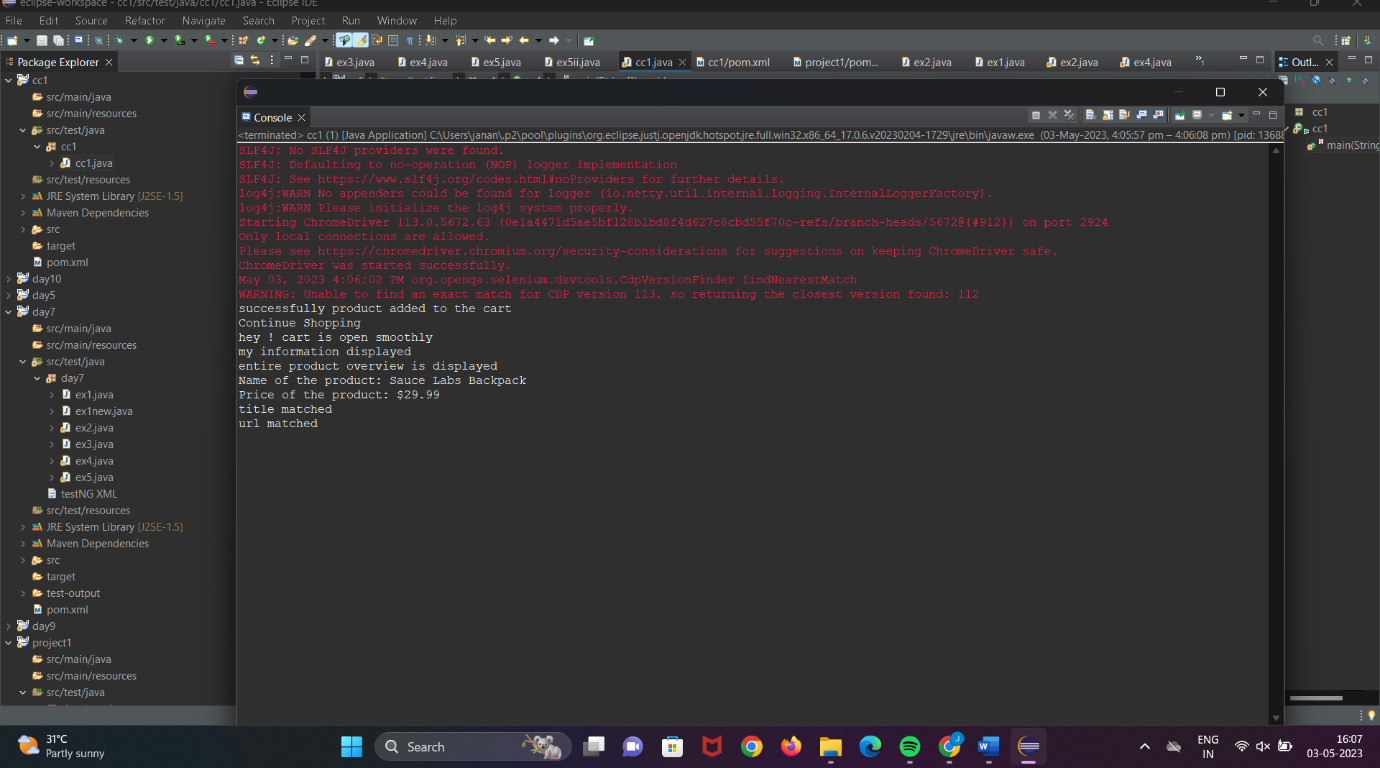 eclipse-workspace - cc1/src/test/java/cc1/cc1.java - Eclipse IDE
File Edit Source Refactor Navigate Search Project Run Window Help
Package Explorer
ex3.java ex4.java ex5.java ex5ii.java cc1.java cc1/pom.xml project1/pom... ex2.java ex1.java ex2.java ex4.java
Outl...
cc1
src/main/java
src/main/resources
src/test/java
cc1
cc1.java
src/test/resources
JRE System Library [J2SE-1.5]
Maven Dependencies
src
target
pom.xml
day10
day5
day7
src/main/java
src/main/resources
src/test/java
day7
ex1.java
ex1new.java
ex2.java
ex3.java
ex4.java
ex5.java
testNG XML
src/test/resources
JRE System Library [J2SE-1.5]
Maven Dependencies
src
target
test-output
pom.xml
day9
project1
src/main/java
src/main/resources
src/test/java
Console
<terminated> cc1 (1) [Java Application] C:\Users\janan\.p2\pool\plugins\org.eclipse.justj.openjdk.hotspot.jre.full.win32.x86_64_17.0.6.v20230204-1729\jre\bin\javaw.exe (03-May-2023, 4:05:57 pm – 4:06:08 pm) [pid: 1368
SLF4J: No SLF4J providers were found.
SLF4J: Defaulting to no-operation (NOP) logger implementation
SLF4J: See https://www.slf4j.org/codes.html#noProviders for further details.
log4j:WARN No appenders could be found for logger (io.netty.util.internal.logging.InternalLoggerFactory).
log4j:WARN Please initialize the log4j system properly.
Starting ChromeDriver 113.0.5672.63 (0e1a4471d5ae5bf128b1bd8f4d627c8cbd55f70c-refs/branch-heads/5672@{#912}) on port 2924
Only local connections are allowed.
Please see https://chromedriver.chromium.org/security-considerations for suggestions on keeping ChromeDriver safe.
ChromeDriver was started successfully.
May 03, 2023 4:06:02 PM org.openqa.selenium.devtools.CdpVersionFinder findNearestMatch
WARNING: Unable to find an exact match for CDP version 113, so returning the closest version found: 112
successfully product added to the cart
Continue Shopping
hey ! cart is open smoothly
my information displayed
entire product overview is displayed
Name of the product: Sauce Labs Backpack
Price of the product: $29.99
title matched
url matched
cc1
cc1
main(String
31°C
Partly sunny
Search
ENG
IN
16:07
03-05-2023